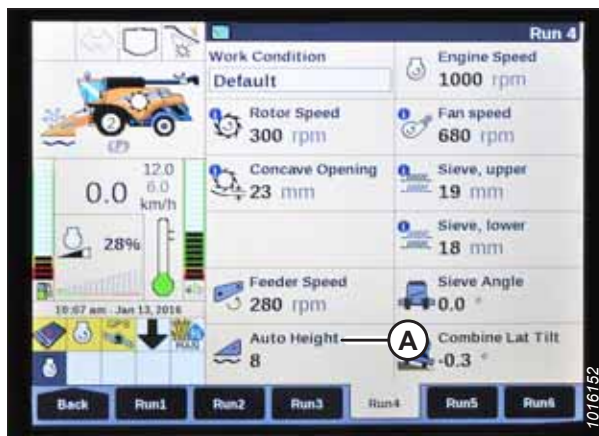 Run 4
Work Condition
Default
Engine Speed
1000 rpm
Rotor Speed
300 rpm
Fan speed
680 rpm
Concave Opening
23 mm
Sieve, upper
19 mm
Sieve, lower
18 mm
Feeder Speed
280 rpm
Sieve Angle
0.0 °
Auto Height
8
A
Combine Lat Tilt
-0.3 °
2
(P)
12.0
0.0
6.0
km/h
28%
10:07 am - Jan 13, 2016
GPS
MAN
Back
Run1
Run2
Run3
Run4
Run5
Run6
1016152